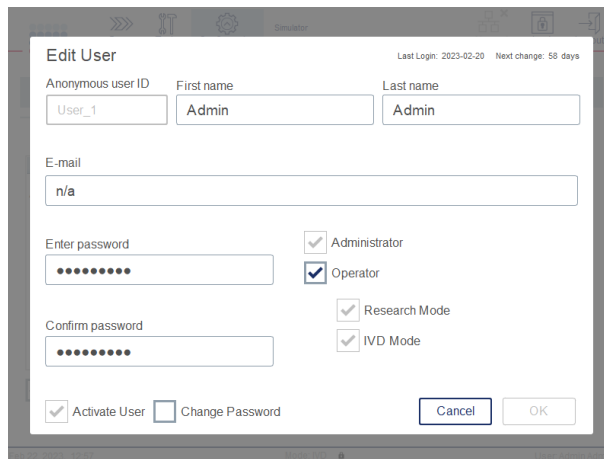 Simulator
Edit User
Last Login: 2023-02-20 Next change: 58 days
Anonymous user ID First name Last name
User_1 Admin Admin
E-mail
n/a
Enter password
Administrator
●●●●●●●●●
Operator
Research Mode
Confirm password
IVD Mode
●●●●●●●●●
Activate User Change Password Cancel OK
Mode: IVD